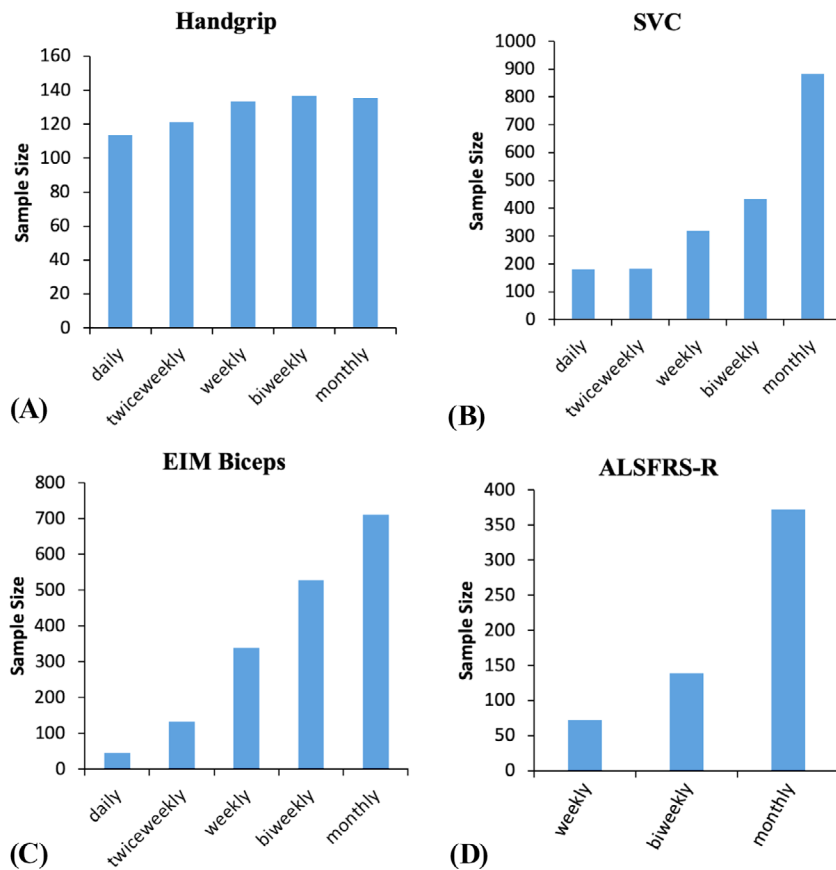 Handgrip
Sample Size
160
140
120
100
80
60
40
20
0
daily
twiceweekly
weekly
biweekly
monthly
(A)
SVC
Sample Size
1000
900
800
700
600
500
400
300
200
100
0
daily
twiceweekly
weekly
biweekly
monthly
(B)
EIM Biceps
Sample Size
800
700
600
500
400
300
200
100
0
daily
twiceweekly
weekly
biweekly
monthly
(C)
ALSFRS-R
Sample Size
400
350
300
250
200
150
100
50
0
weekly
biweekly
monthly
(D)